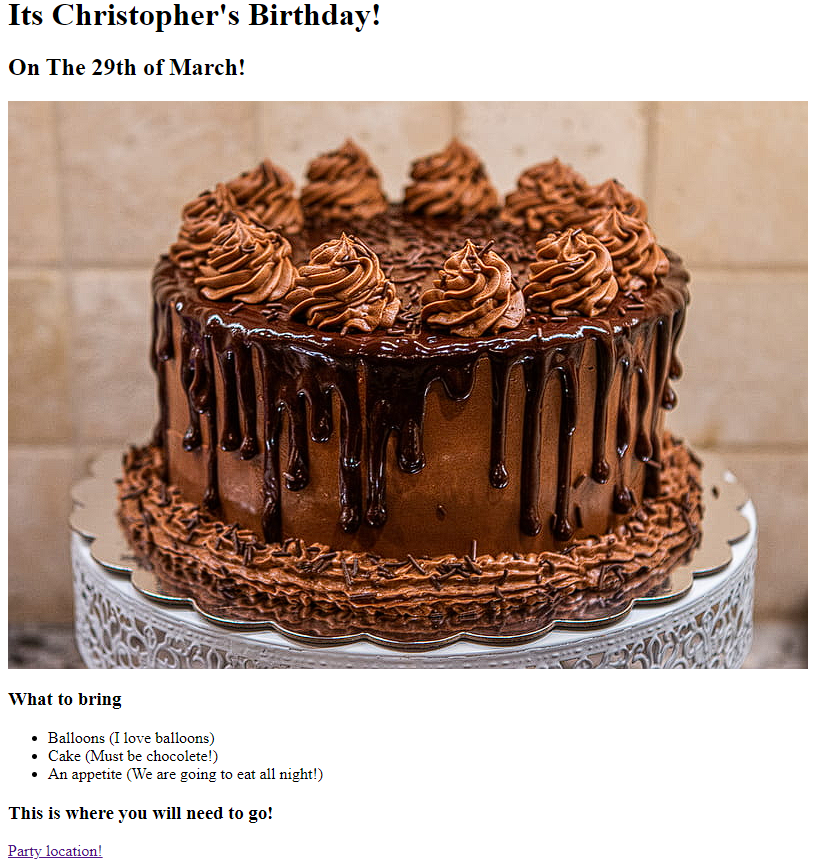 Its Christopher's Birthday!
On The 29th of March!
What to bring
Balloons (I love balloons)
Cake (Must be chocolete!)
An appetite (We are going to eat all night!)
This is where you will need to go!
Party location!